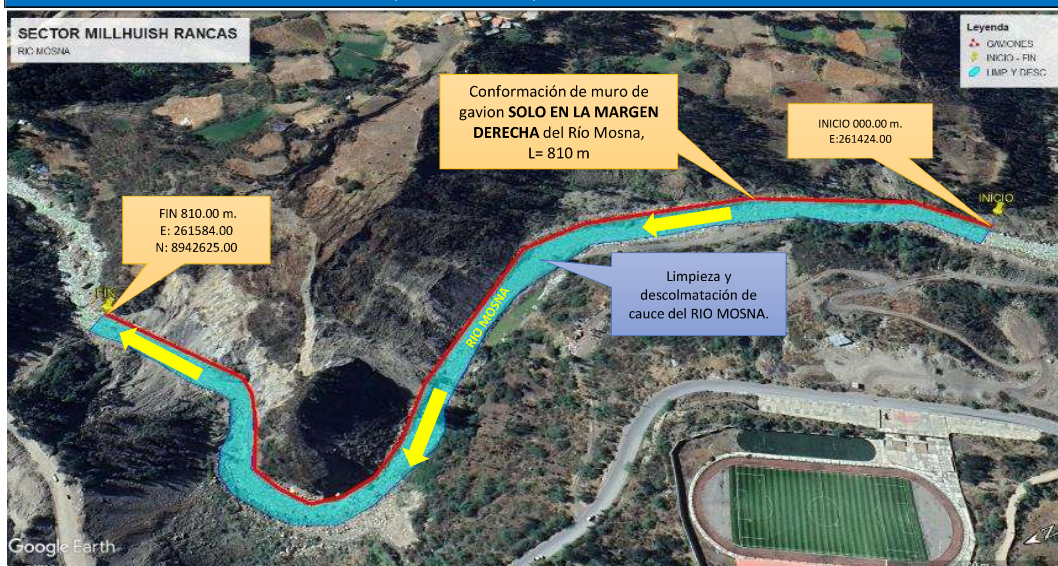 SECTOR MILLHUISH RANCAS
RIO MOSNA
Leyenda
GAVIONES
INICIO - FIN
LIMP Y DESC
Conformación de muro de
gavion SOLO EN LA MARGEN
DERECHA del Río Mosna,
L= 810 m
INICIO 000.00 m.
E:261424.00
INICIO
FIN 810.00 m.
E: 261584.00
N: 8942625.00
FIN
Limpieza y
descolmatación de
cauce del RIO MOSNA.
RIO MOSNA
Google Earth